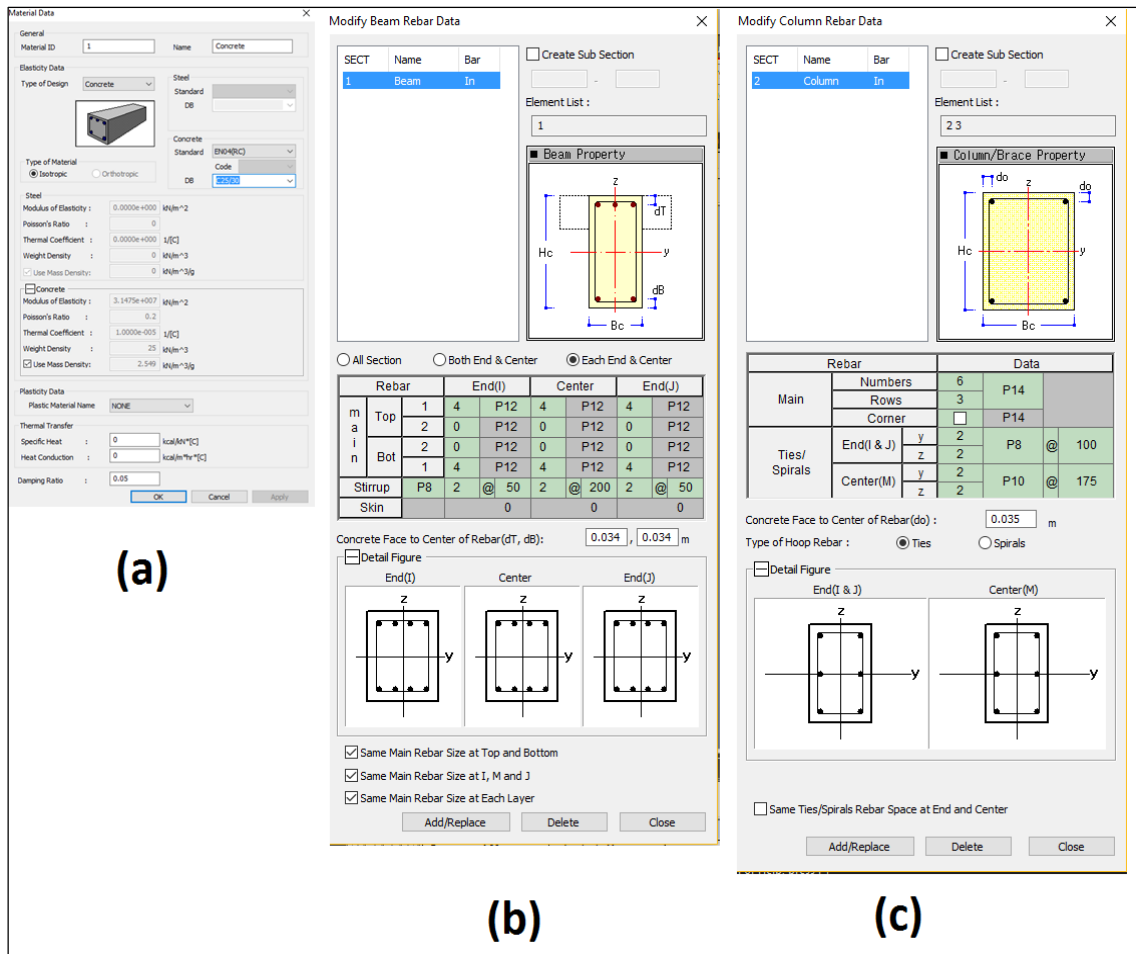 Material Data
General
Material ID 1 Name Concrete
Elasticity Data
Type of Design Concrete
Steel
Standard
DB
Concrete
Standard EN04(RC)
Code
DB C25/30
Type of Material
Isotropic Orthotropic
Steel
Modulus of Elasticity : 0.0000e+000 kN/m^2
Poisson's Ratio : 0
Thermal Coefficient : 0.0000e+000 1/[C]
Weight Density : 0 kN/m^3
Use Mass Density: 0 kN/m^3/g
Concrete
Modulus of Elasticity : 3.1475e+007 kN/m^2
Poisson's Ratio : 0.2
Thermal Coefficient : 1.0000e-005 1/[C]
Weight Density : 25 kN/m^3
Use Mass Density: 2.549 kN/m^3/g
Plasticity Data
Plastic Material Name NONE
Thermal Transfer
Specific Heat : 0 kcal/kN*[C]
Heat Conduction : 0 kcal/m*hr*[C]
Damping Ratio : 0.05
OK Cancel Apply
(a)
Modify Beam Rebar Data
SECT Name Bar
1 Beam In
Create Sub Section
-
Element List :
1
Beam Property
z
dT
Hc
y
dB
Bc
All Section Both End & Center Each End & Center
Rebar End(I) Center End(J)
main Top 1 4 P12 4 P12 4 P12
2 0 P12 0 P12 0 P12
Bot 2 0 P12 0 P12 0 P12
1 4 P12 4 P12 4 P12
Stirrup P8 2 @ 50 2 @ 200 2 @ 50
Skin 0 0 0
Concrete Face to Center of Rebar(dT, dB): 0.034 , 0.034 m
Detail Figure
End(I) Center End(J)
z z z
y y y
Same Main Rebar Size at Top and Bottom
Same Main Rebar Size at I, M and J
Same Main Rebar Size at Each Layer
Add/Replace Delete Close
(b)
Modify Column Rebar Data
SECT Name Bar
2 Column In
Create Sub Section
-
Element List :
2 3
Column/Brace Property
do z do
Hc
y
Bc
Rebar Data
Main Numbers 6 P14
Rows 3
Corner P14
Ties/Spirals End(I & J) y 2 P8 @ 100
z 2
Center(M) y 2 P10 @ 175
z 2
Concrete Face to Center of Rebar(do) : 0.035 m
Type of Hoop Rebar : Ties Spirals
Detail Figure
End(I & J) Center(M)
z z
y y
Same Ties/Spirals Rebar Space at End and Center
Add/Replace Delete Close
(c)